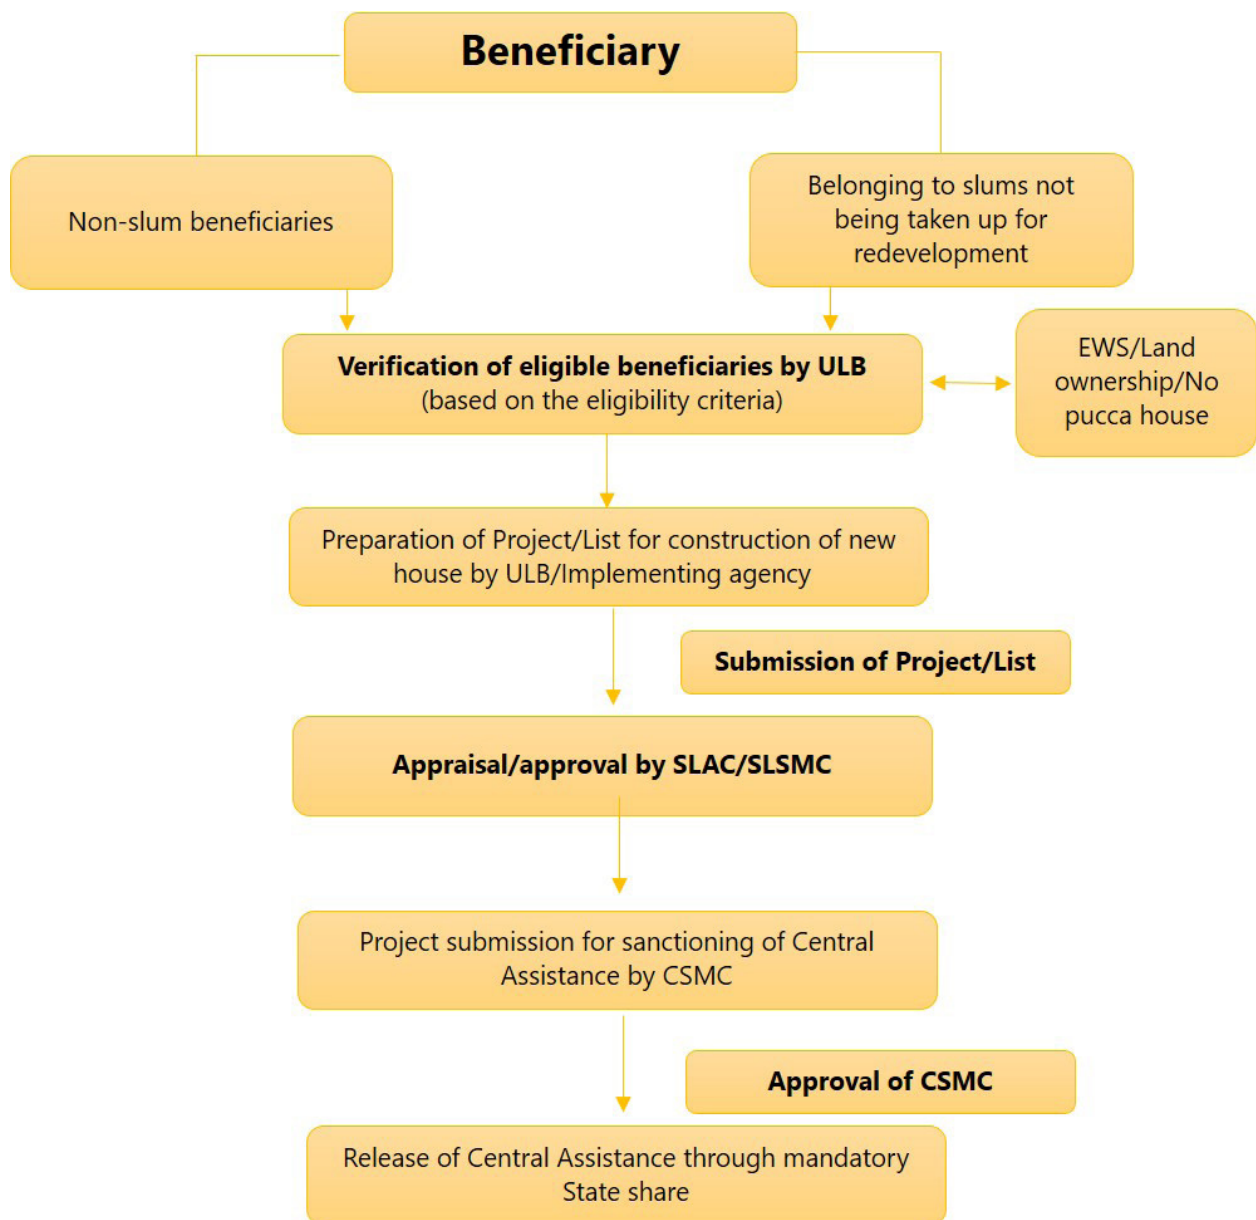 Beneficiary
Non-slum beneficiaries
Belonging to slums not
being taken up for
redevelopment
Verification of eligible beneficiaries by ULB
(based on the eligibility criteria)
EWS/Land
ownership/No
pucca house
Preparation of Project/List for construction of new
house by ULB/Implementing agency
Submission of Project/List
Appraisal/approval by SLAC/SLSMC
Project submission for sanctioning of Central
Assistance by CSMC
Approval of CSMC
Release of Central Assistance through mandatory
State share